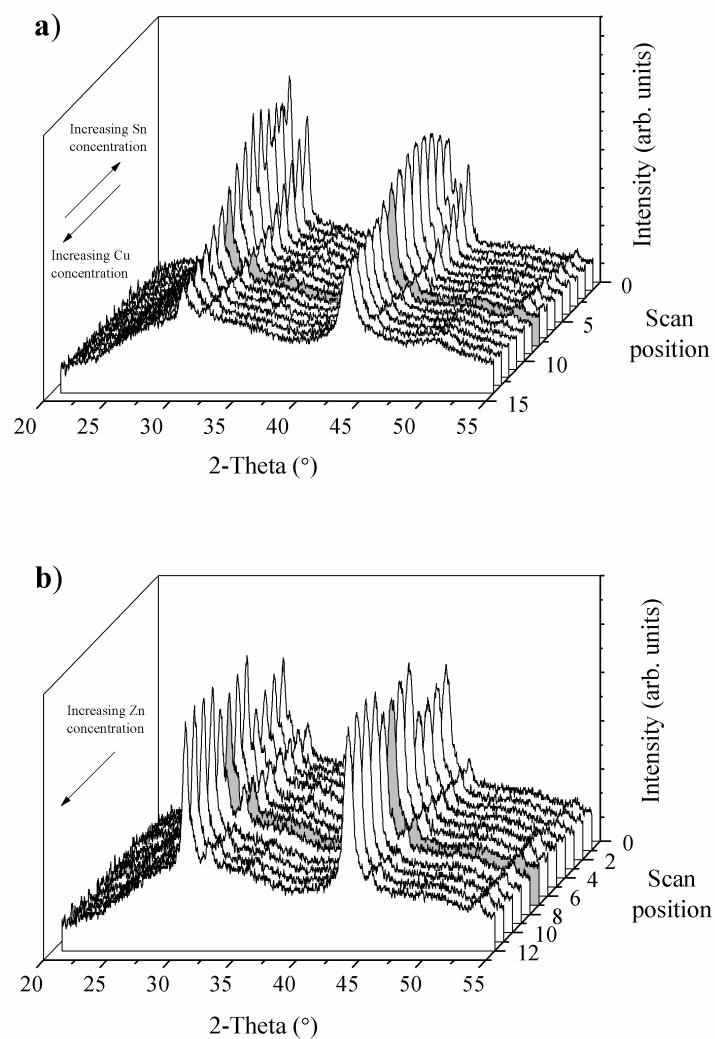 a)
Increasing Sn
concentration
Increasing Cu
concentration
Intensity (arb. units)
0
5
10
15
Scan
position
20 25 30 35 40 45 50 55
2-Theta (°)
b)
Increasing Zn
concentration
Intensity (arb. units)
0
2
4
6
8
10
12
Scan
position
20 25 30 35 40 45 50 55
2-Theta (°)